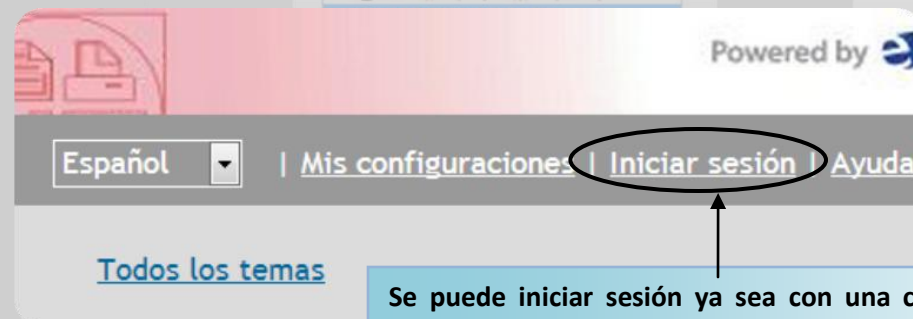 Powered by
Español | Mis configuraciones | Iniciar sesión | Ayuda
Todos los temas
Se puede iniciar sesión ya sea con una